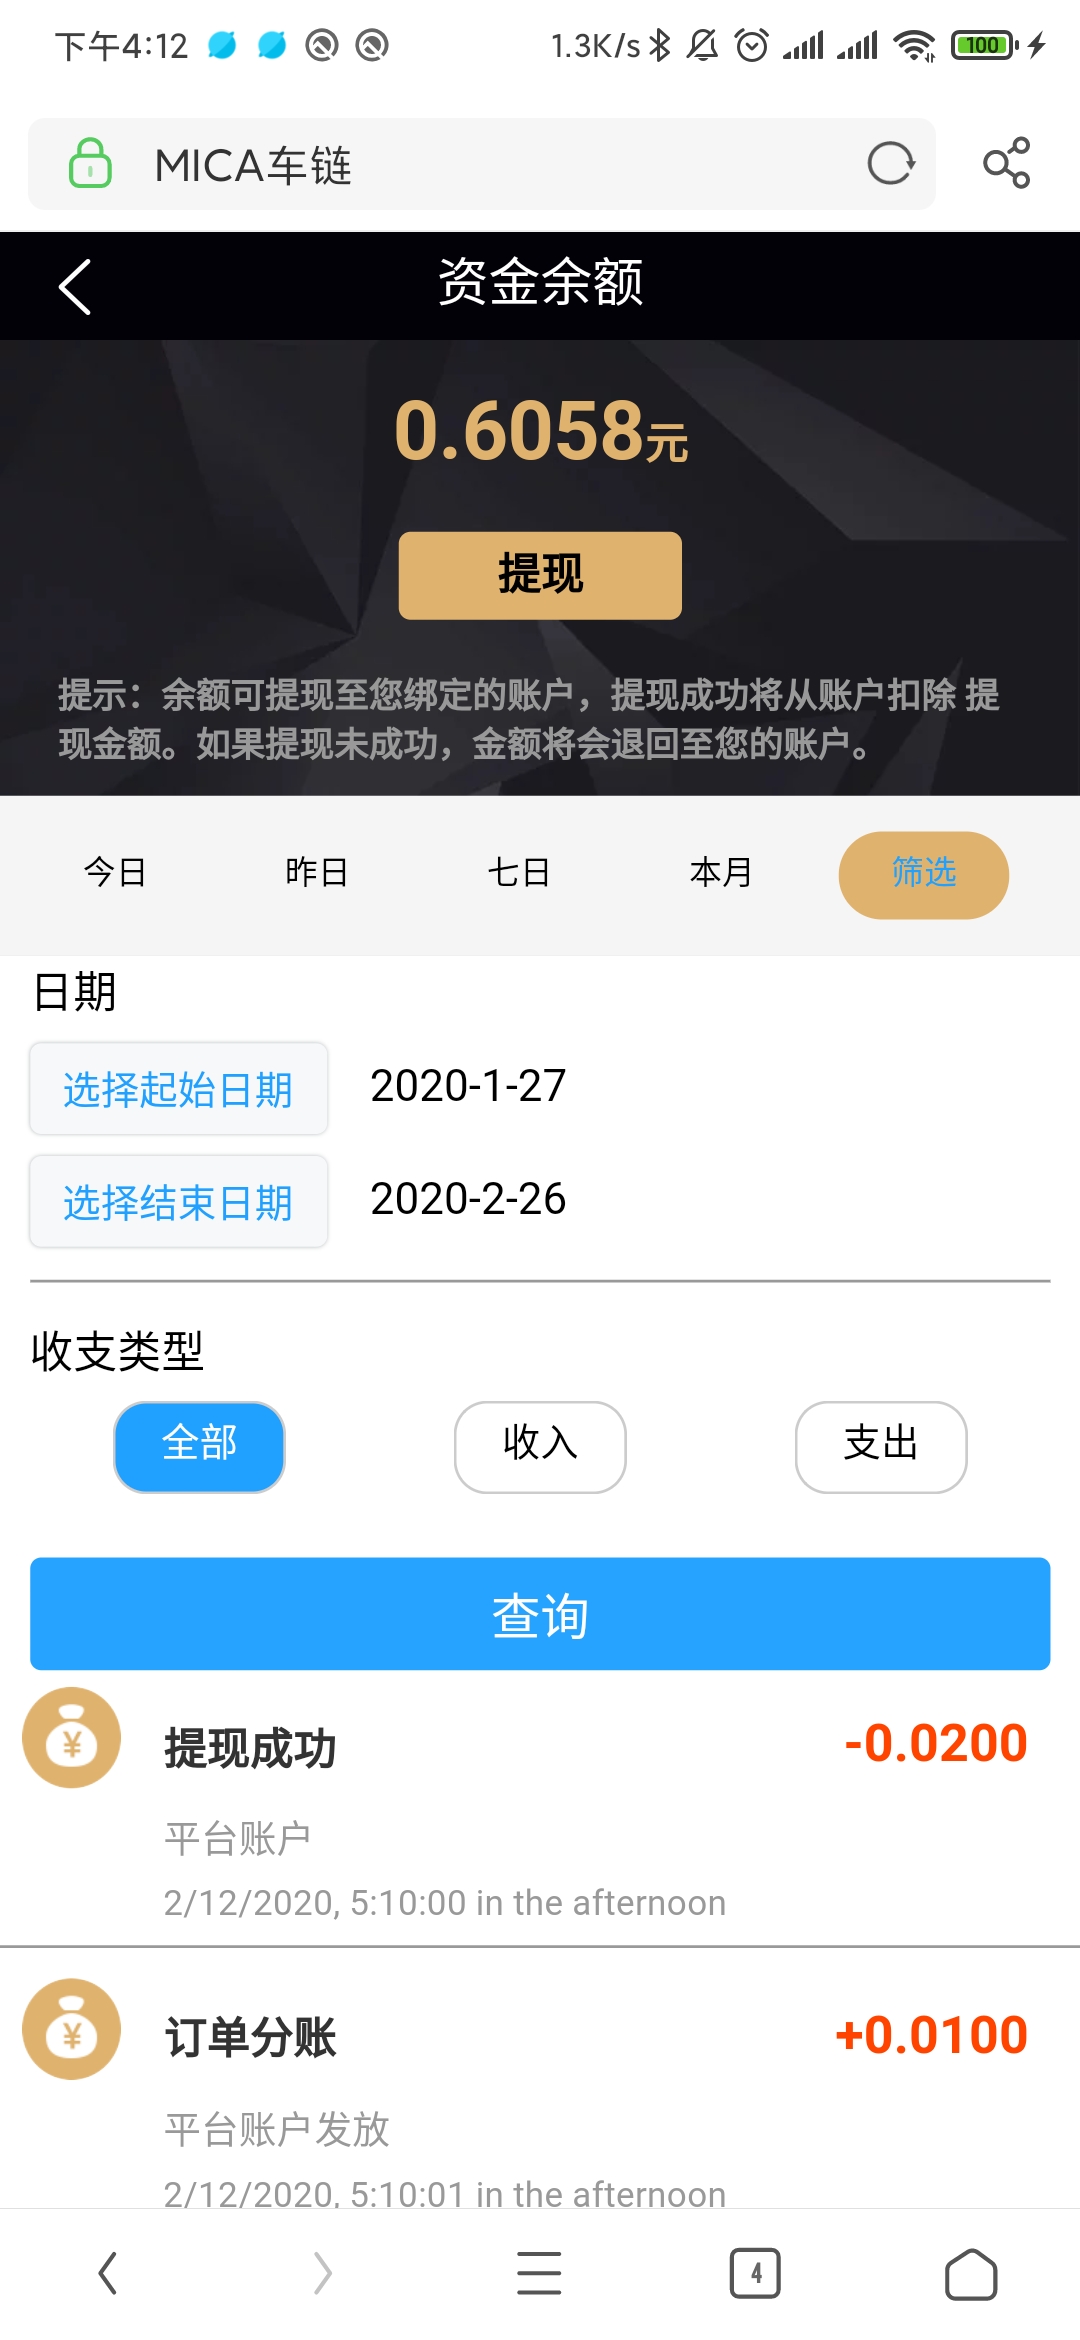 下午4:12
1.3K/s
100
MICA车链
资金余额
0.6058元
提现
提示：余额可提现至您绑定的账户，提现成功将从账户扣除 提
现金额。如果提现未成功，金额将会退回至您的账户。
今日 昨日 七日 本月 筛选
日期
选择起始日期 2020-1-27
选择结束日期 2020-2-26
收支类型
全部 收入 支出
查询
¥
提现成功 -0.0200
平台账户
2/12/2020, 5:10:00 in the afternoon
¥
订单分账 +0.0100
平台账户发放
2/12/2020, 5:10:01 in the afternoon
4